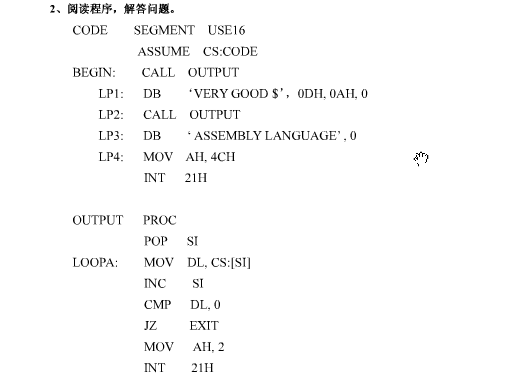 2、阅读程序，解答问题。
CODE SEGMENT USE16
ASSUME CS:CODE
BEGIN: CALL OUTPUT
LP1: DB ‘VERY GOOD $’，0DH, 0AH, 0
LP2: CALL OUTPUT
LP3: DB ‘ ASSEMBLY LANGUAGE’ , 0
LP4: MOV AH, 4CH
INT 21H
OUTPUT PROC
POP SI
LOOPA: MOV DL, CS:[SI]
INC SI
CMP DL, 0
JZ EXIT
MOV AH, 2
INT 21H